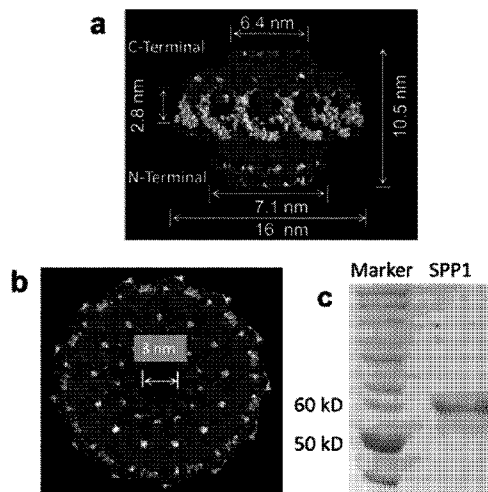 a
6.4 nm
C-Terminal
2.8 nm
10.5 nm
N-Terminal
7.1 nm
16 nm
b
3 nm
c
Marker SPP1
60 kD
50 kD